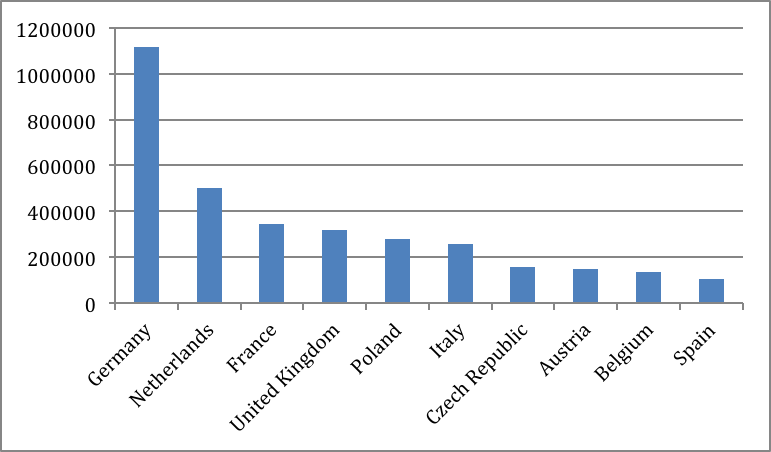 1200000
1000000
800000
600000
400000
200000
0
Germany
Netherlands
France
United Kingdom
Poland
Italy
Czech Republic
Austria
Belgium
Spain